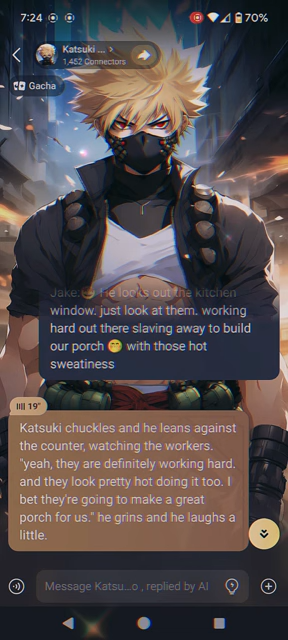 7:24
70%
Katsuki ...
1,452 Connectors
Gacha
Jake:😋 He looks out the kitchen
window. just look at them. working
hard out there slaving away to build
our porch 🤭 with those hot
sweatiness
19"
Katsuki chuckles and he leans against
the counter, watching the workers.
"yeah, they are definitely working hard.
and they look pretty hot doing it too. I
bet they're going to make a great
porch for us." he grins and he laughs a
little.
Message Katsu...o , replied by AI